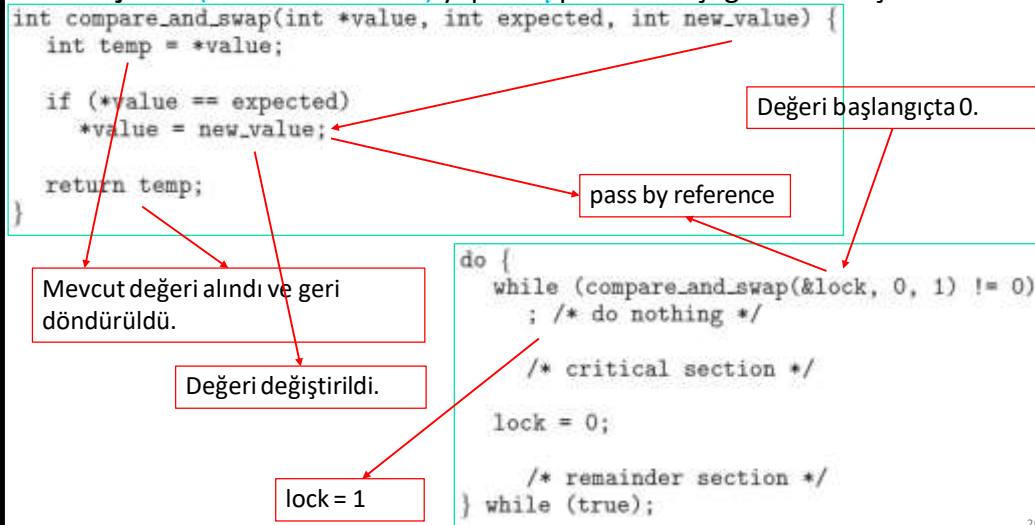 int compare_and_swap(int *value, int expected, int new_value) {
int temp = *value;
if (*value == expected)
*value = new_value;
return temp;
}
Değeri başlangıçta 0.
pass by reference
Mevcut değeri alındı ve geri
döndürüldü.
Değeri değiştirildi.
lock = 1
do {
while (compare_and_swap(&lock, 0, 1) != 0)
; /* do nothing */
/* critical section */
lock = 0;
/* remainder section */
} while (true);